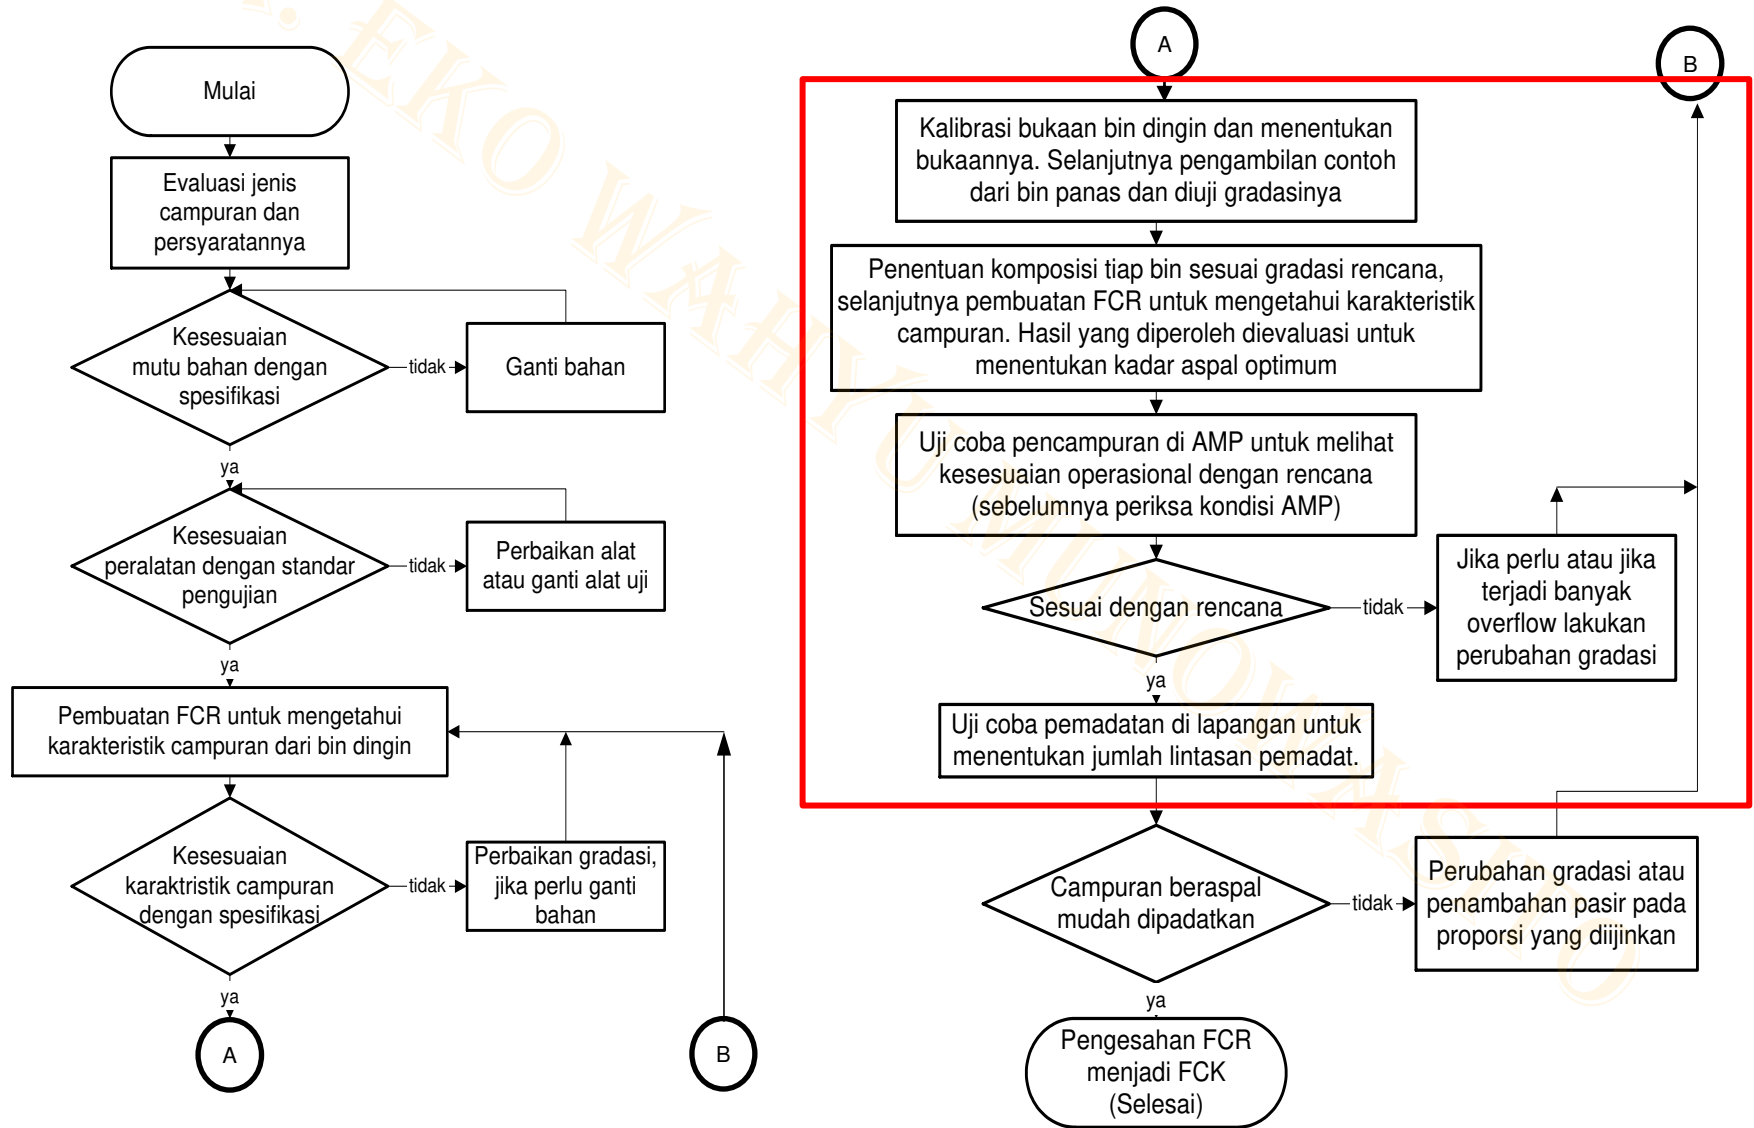 Mulai
Evaluasi jenis
campuran dan
persyaratannya
Kesesuaian
mutu bahan dengan
spesifikasi
tidak
Ganti bahan
ya
Kesesuaian
peralatan dengan standar
pengujian
tidak
Perbaikan alat
atau ganti alat uji
ya
Pembuatan FCR untuk mengetahui
karakteristik campuran dari bin dingin
Kesesuaian
karaktristik campuran
dengan spesifikasi
tidak
Perbaikan gradasi,
jika perlu ganti
bahan
ya
A
B
A
B
Kalibrasi bukaan bin dingin dan menentukan
bukaannya. Selanjutnya pengambilan contoh
dari bin panas dan diuji gradasinya
Penentuan komposisi tiap bin sesuai gradasi rencana,
selanjutnya pembuatan FCR untuk mengetahui karakteristik
campuran. Hasil yang diperoleh dievaluasi untuk
menentukan kadar aspal optimum
Uji coba pencampuran di AMP untuk melihat
kesesuaian operasional dengan rencana
(sebelumnya periksa kondisi AMP)
Sesuai dengan rencana
tidak
Jika perlu atau jika
terjadi banyak
overflow lakukan
perubahan gradasi
ya
Uji coba pemadatan di lapangan untuk
menentukan jumlah lintasan pemadat.
Campuran beraspal
mudah dipadatkan
tidak
Perubahan gradasi atau
penambahan pasir pada
proporsi yang diijinkan
ya
Pengesahan FCR
menjadi FCK
(Selesai)
EKO WAHYU MUNOWASITO